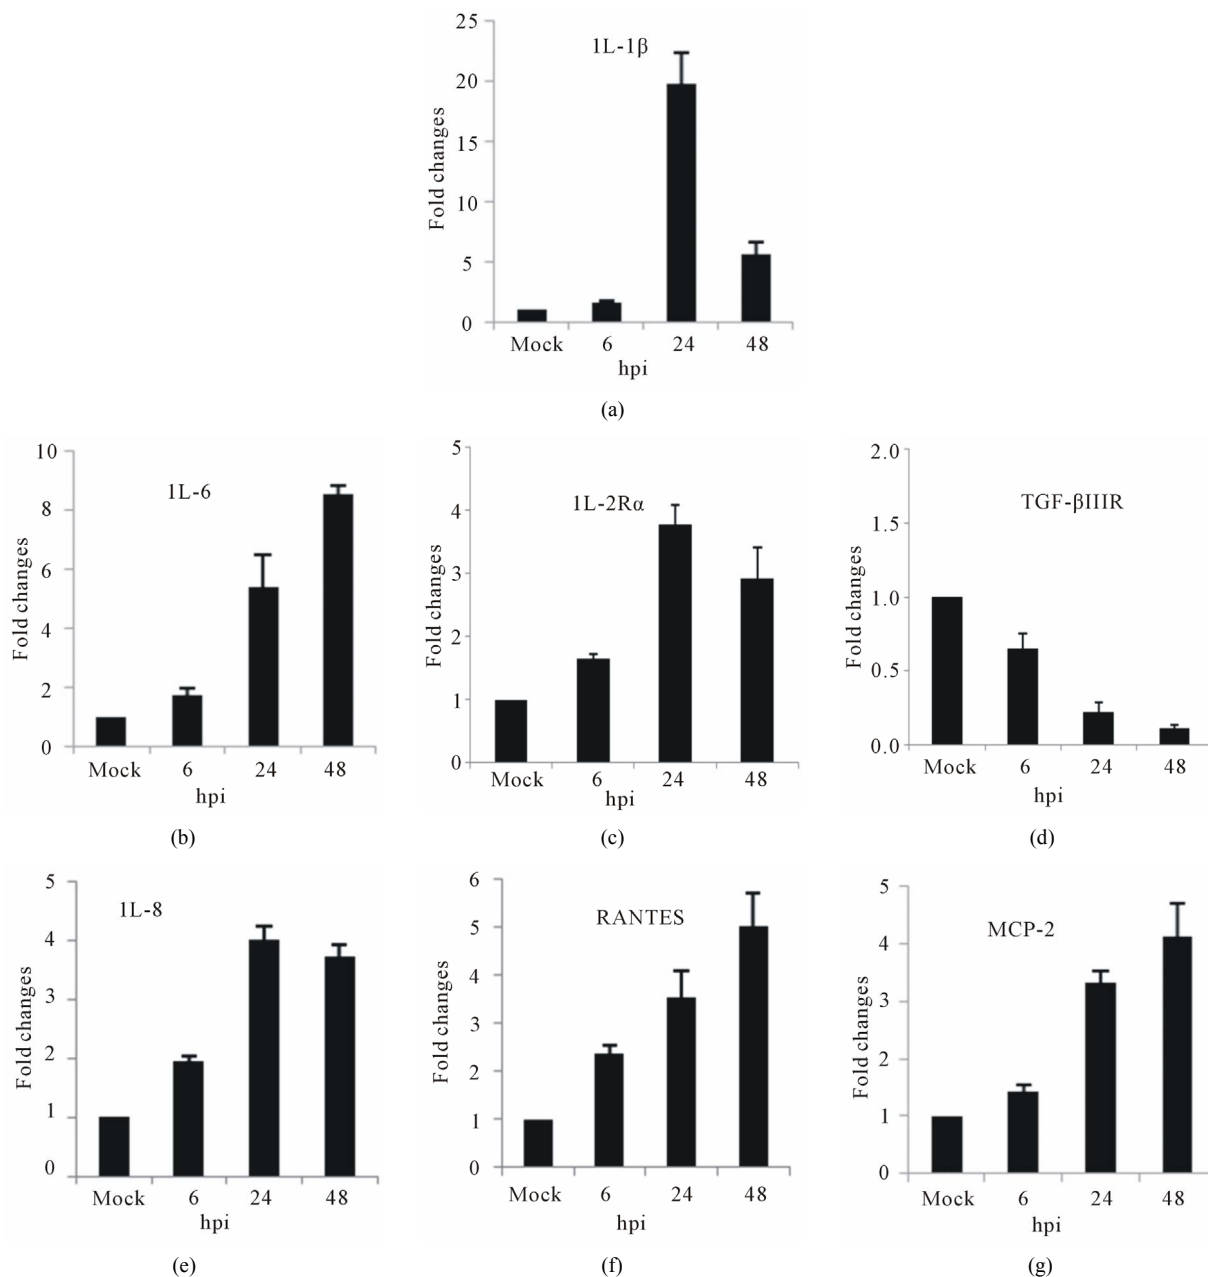 25
1L-1β
20
15
10
5
0
Fold changes
Mock 6 24 48
hpi
(a)
10
1L-6
8
6
4
2
0
Fold changes
Mock 6 24 48
hpi
(b)
5
1L-2Rα
4
3
2
1
0
Fold changes
Mock 6 24 48
hpi
(c)
2.0
TGF-βIIIR
1.5
1.0
0.5
0.0
Fold changes
Mock 6 24 48
hpi
(d)
5
1L-8
4
3
2
1
0
Fold changes
Mock 6 24 48
hpi
(e)
6
RANTES
5
4
3
2
1
0
Fold changes
Mock 6 24 48
hpi
(f)
5
MCP-2
4
3
2
1
0
Fold changes
Mock 6 24 48
hpi
(g)